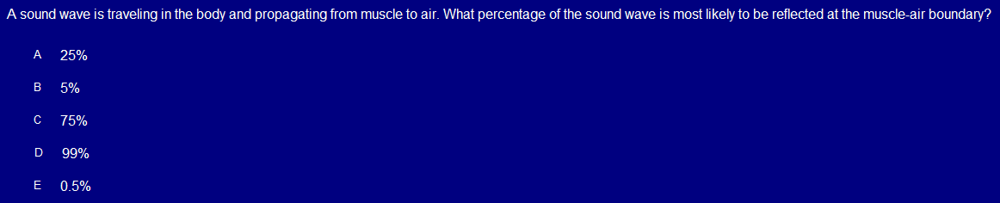 A sound wave is traveling in the body and propagating from muscle to air. What percentage of the sound wave is most likely to be reflected at the muscle-air boundary?
A 25%
B 5%
C 75%
D 99%
E 0.5%